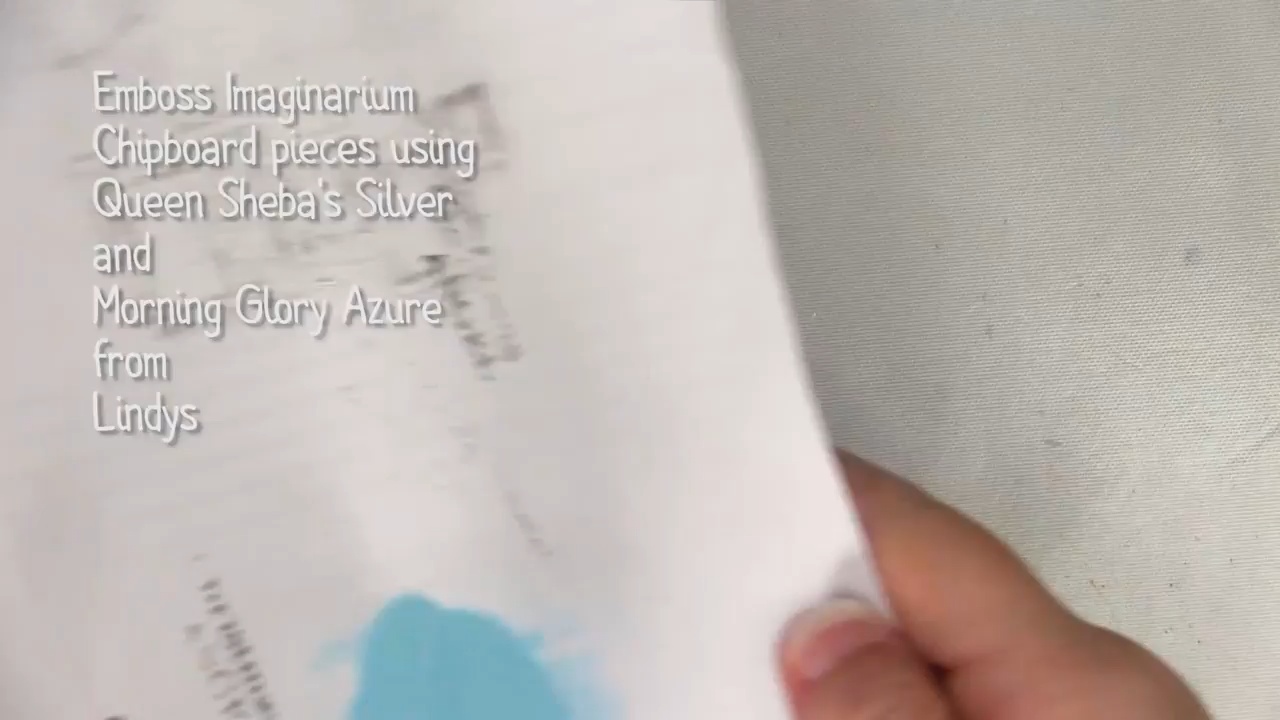 Emboss Imaginarium
Chipboard pieces using
Queen Sheba's Silver
and
Morning Glory Azure
from
Lindys